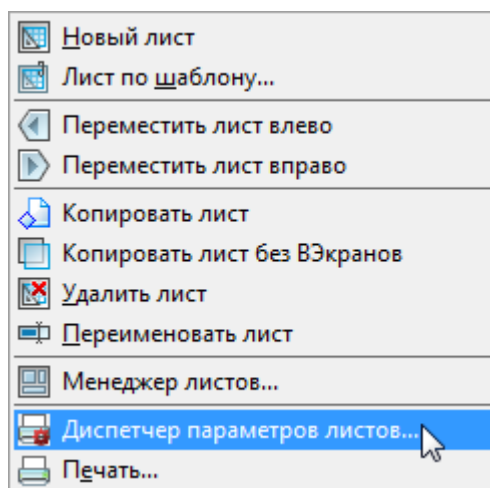 Новый лист
Лист по шаблону...
Переместить лист влево
Переместить лист вправо
Копировать лист
Копировать лист без ВЭкранов
Удалить лист
Переименовать лист
Менеджер листов...
Диспетчер параметров листов...
Печать...